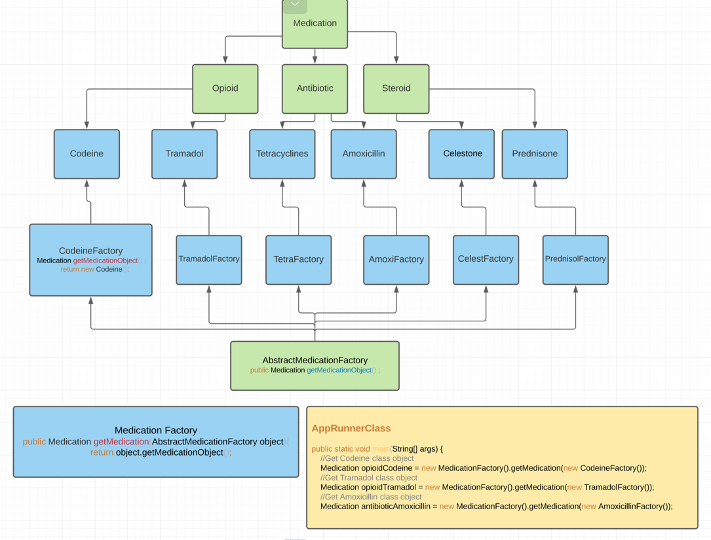 Medication
Opioid
Antibiotic
Steroid
Codeine
Tramadol
Tetracyclines
Amoxicillin
Celestone
Prednisone
CodeineFactory
Medication getMedicationObject()
return new Codeine();
TramadolFactory
TetraFactory
AmoxiFactory
CelestFactory
PrednisolFactory
AbstractMedicationFactory
public Medication getMedicationObject() ;
Medication Factory
public Medication getMedication(AbstractMedicationFactory object){
return object.getMedicationObject();
AppRunnerClass
public static void main(String[] args) {
//Get Codeine class object
Medication opioidCodeine = new MedicationFactory().getMedication(new CodeineFactory());
//Get Tramadol class object
Medication opioidTramadol = new MedicationFactory().getMedication(new TramadolFactory());
//Get Amoxicillin class object
Medication antibioticAmoxicillin = new MedicationFactory().getMedication(new AmoxicillinFactory());